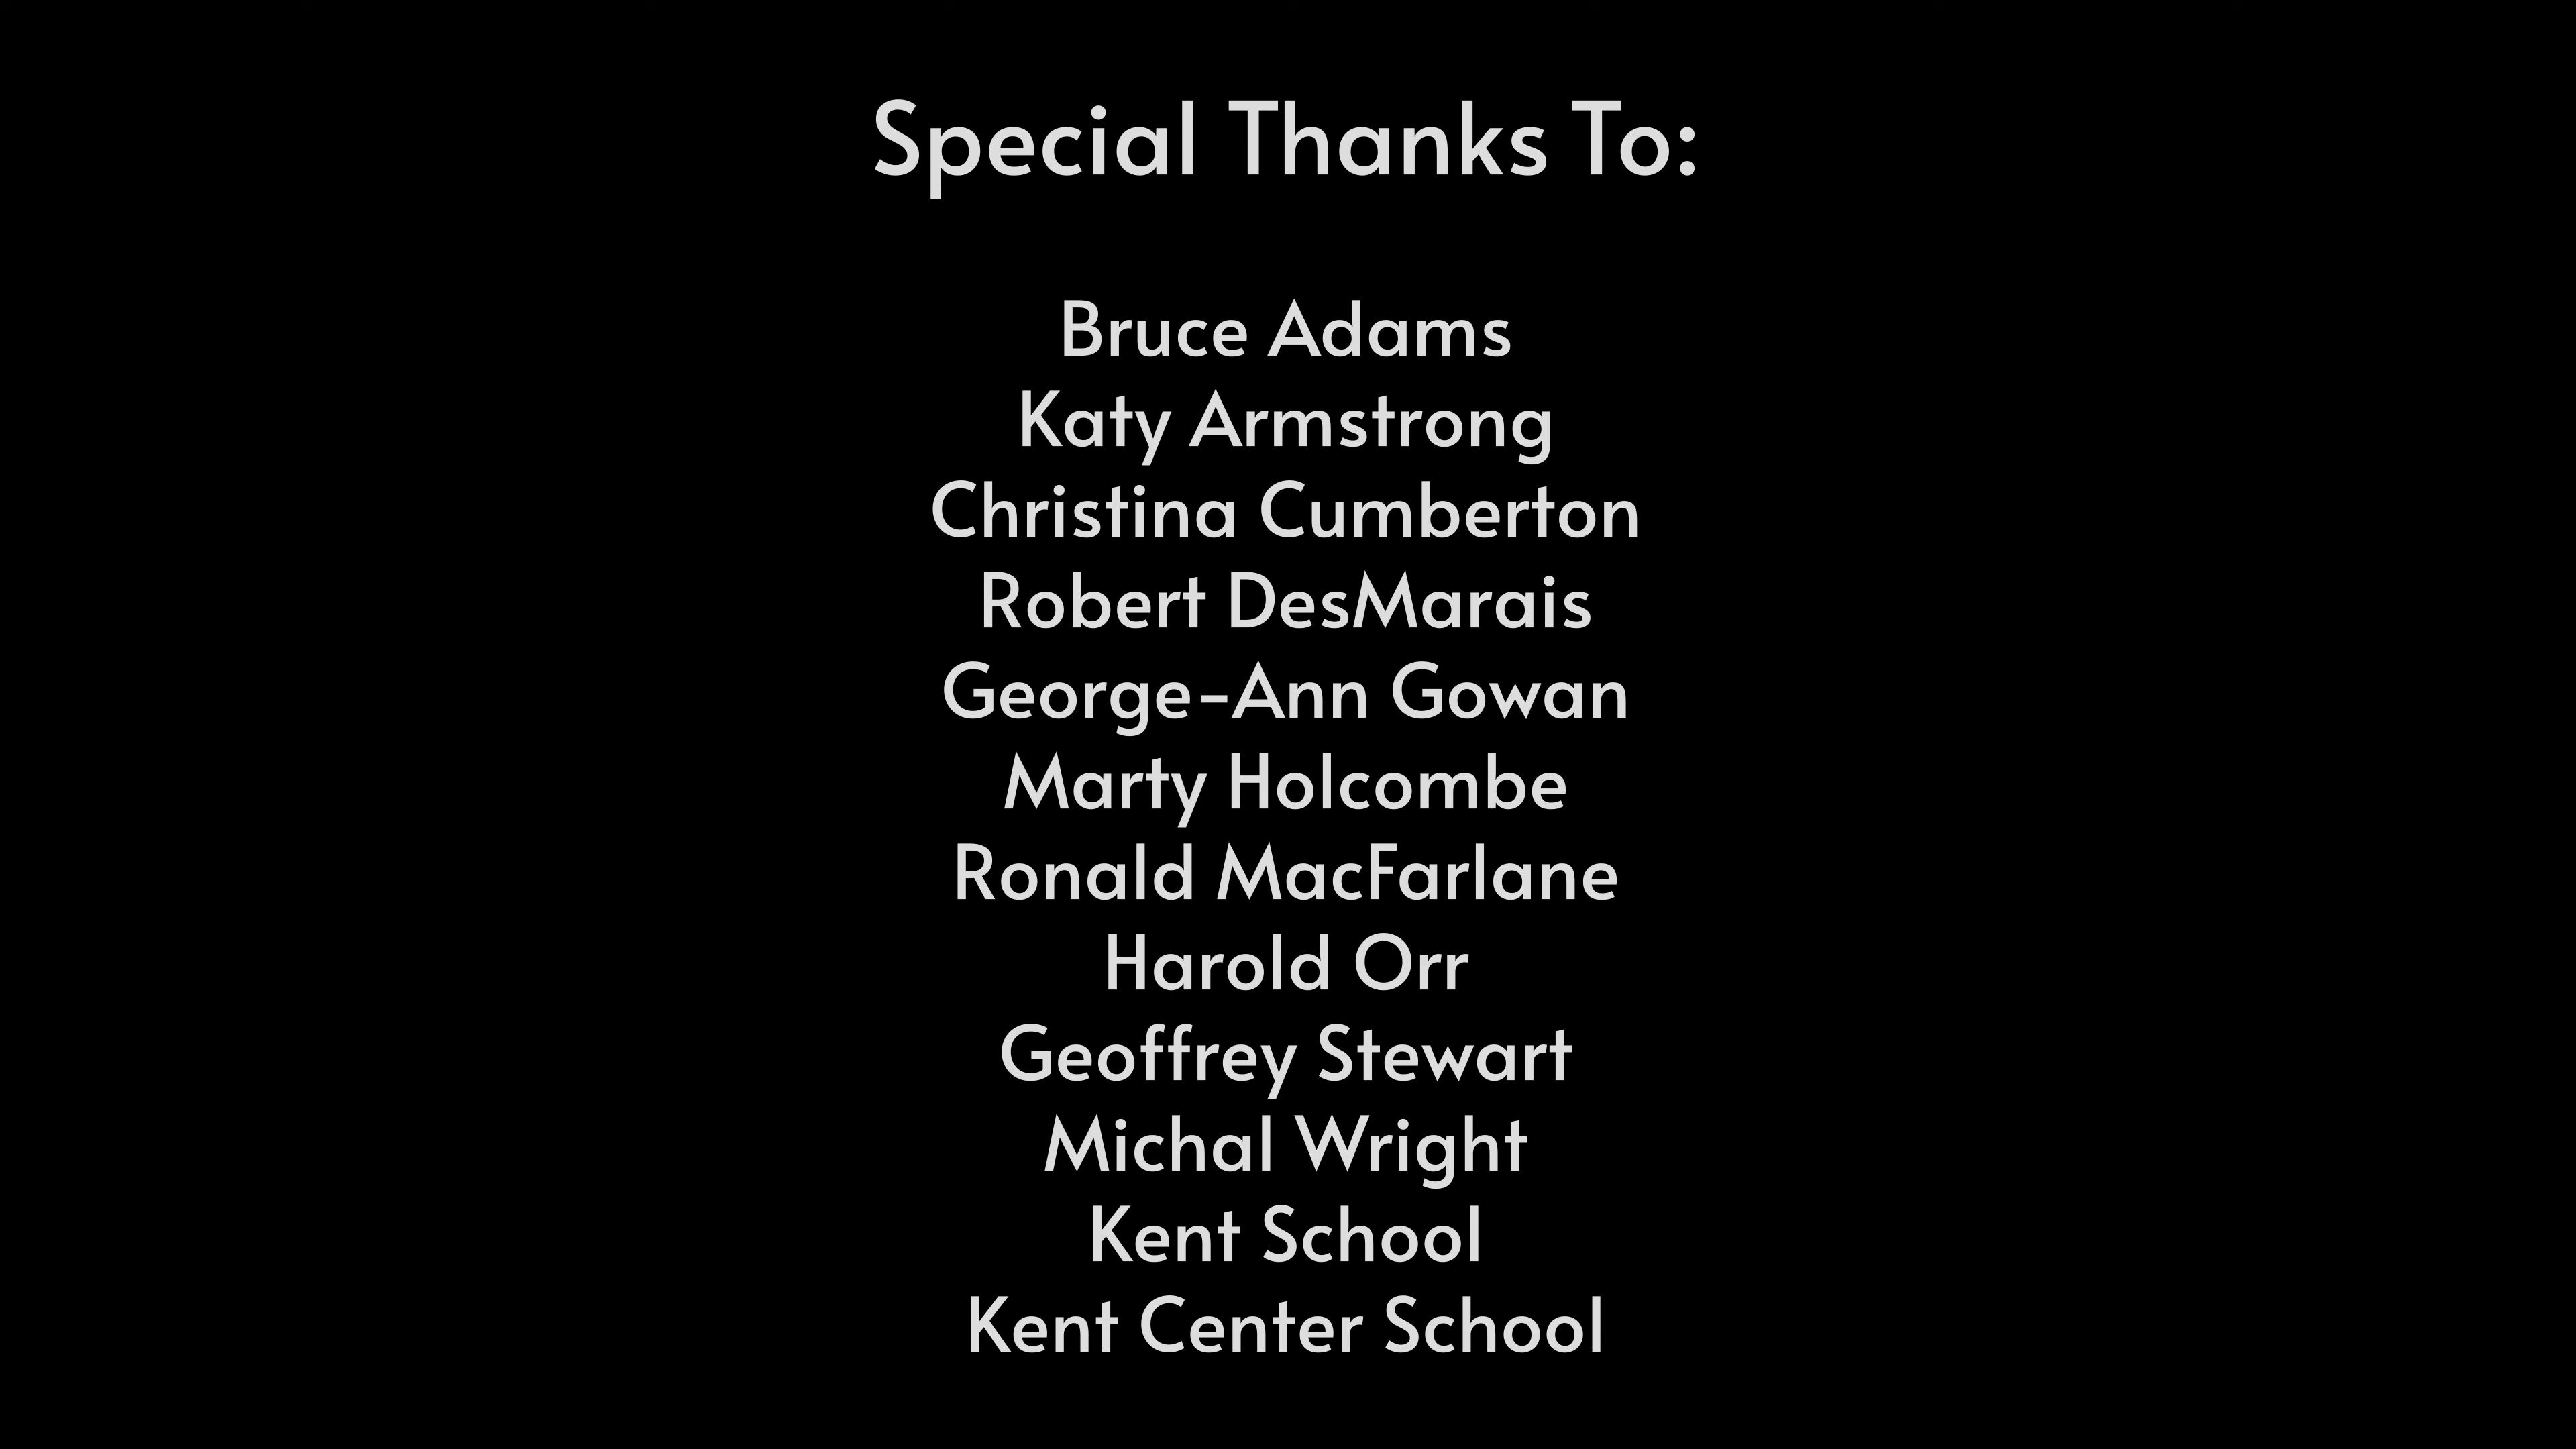 Special Thanks To:
Bruce Adams
Katy Armstrong
Christina Cumberton
Robert DesMarais
George-Ann Gowan
Marty Holcombe
Ronald MacFarlane
Harold Orr
Geoffrey Stewart
Michal Wright
Kent School
Kent Center School